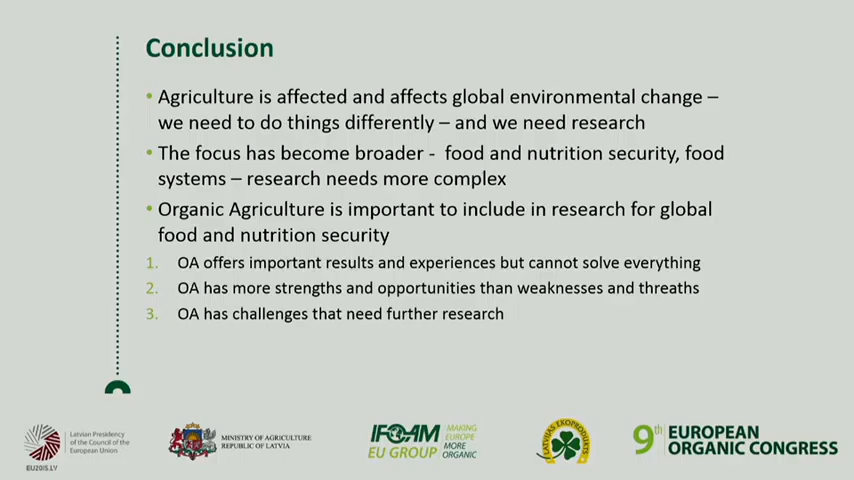 Conclusion
• Agriculture is affected and affects global environmental change –
we need to do things differently – and we need research
• The focus has become broader - food and nutrition security, food
systems – research needs more complex
• Organic Agriculture is important to include in research for global
food and nutrition security
1. OA offers important results and experiences but cannot solve everything
2. OA has more strengths and opportunities than weaknesses and threaths
3. OA has challenges that need further research
Latvian Presidency
of the Council of the
European Union
EU2015.LV
MINISTRY OF AGRICULTURE
REPUBLIC OF LATVIA
IFOAM
EU GROUP
MAKING
EUROPE
MORE
ORGANIC
LATVIJAS EKOPRODUKTS
9th EUROPEAN
ORGANIC CONGRESS